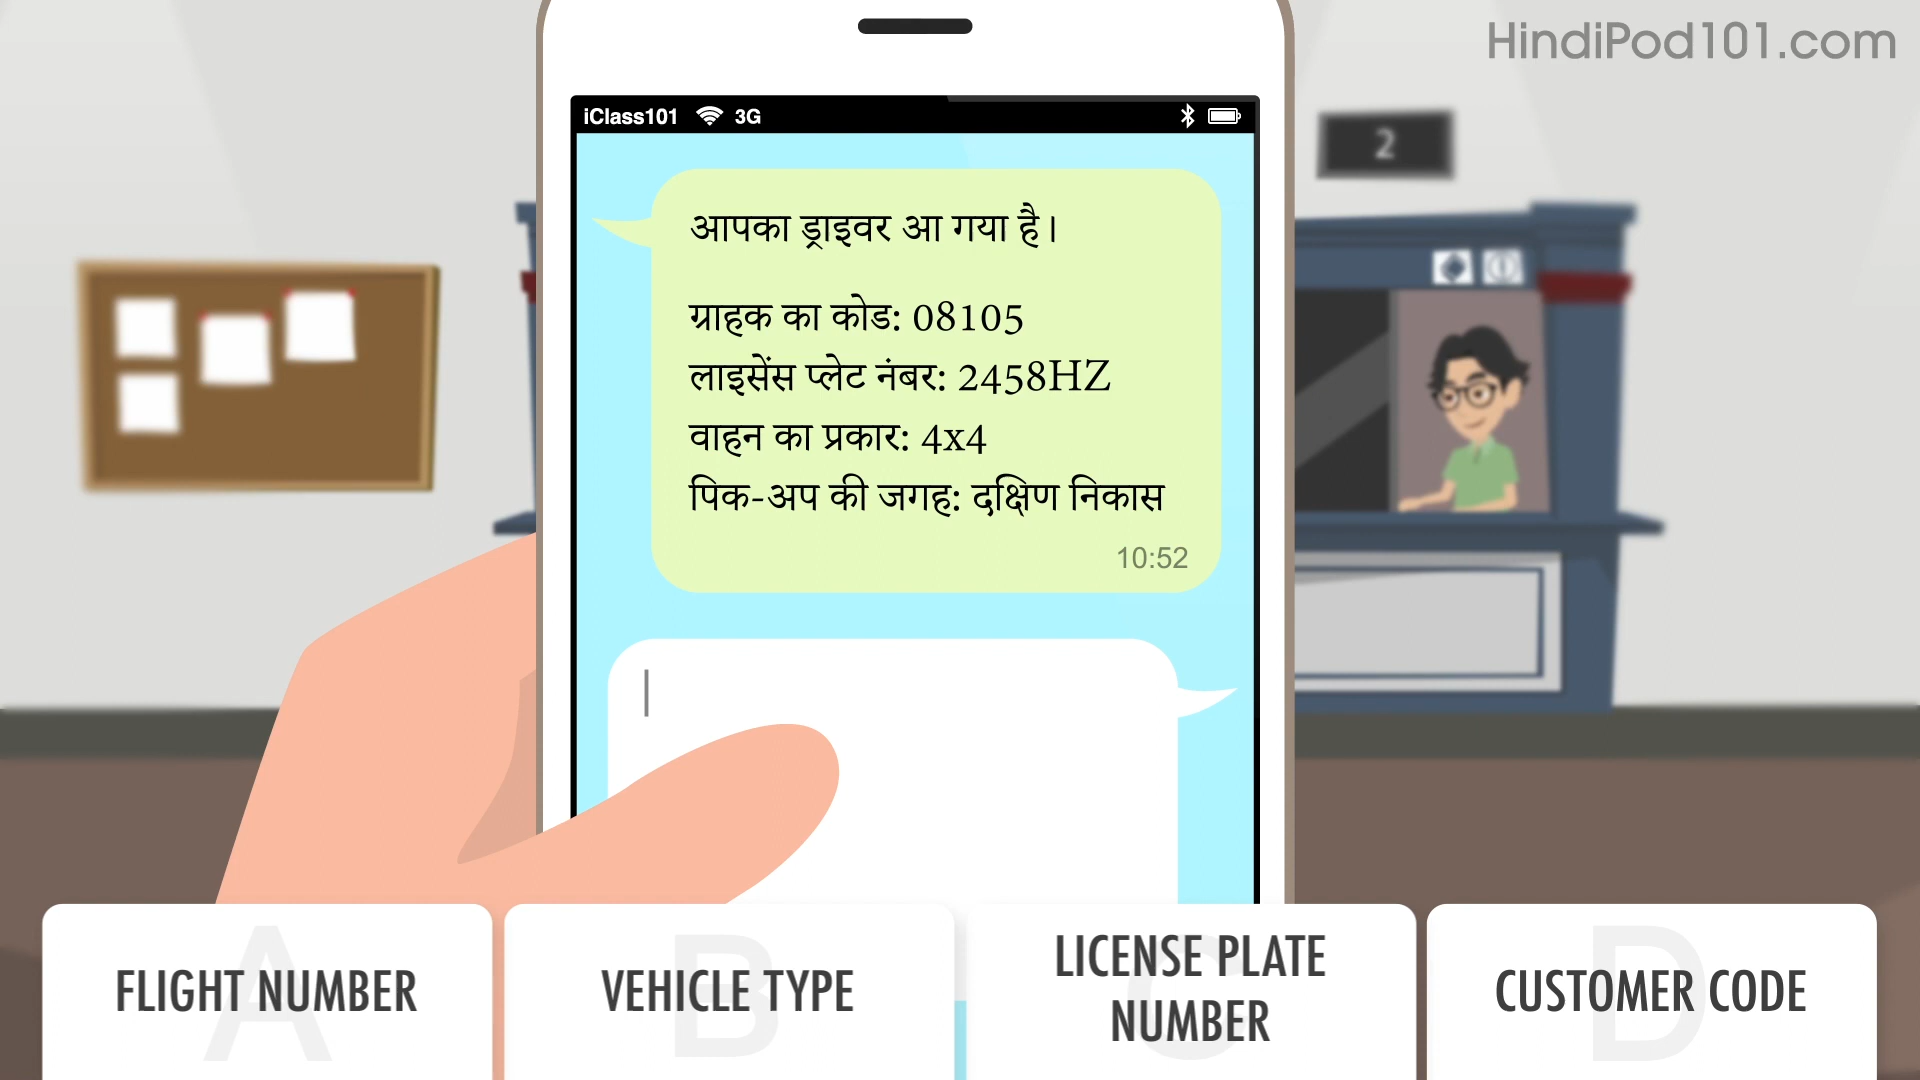 HindiPod101.com
iClass101 3G
2
आपका ड्राइवर आ गया है।
ग्राहक का कोड: 08105
लाइसेंस प्लेट नंबर: 2458HZ
वाहन का प्रकार: 4x4
पिक-अप की जगह: दक्षिण निकास
10:52
A
FLIGHT NUMBER
B
VEHICLE TYPE
C
LICENSE PLATE
NUMBER
D
CUSTOMER CODE